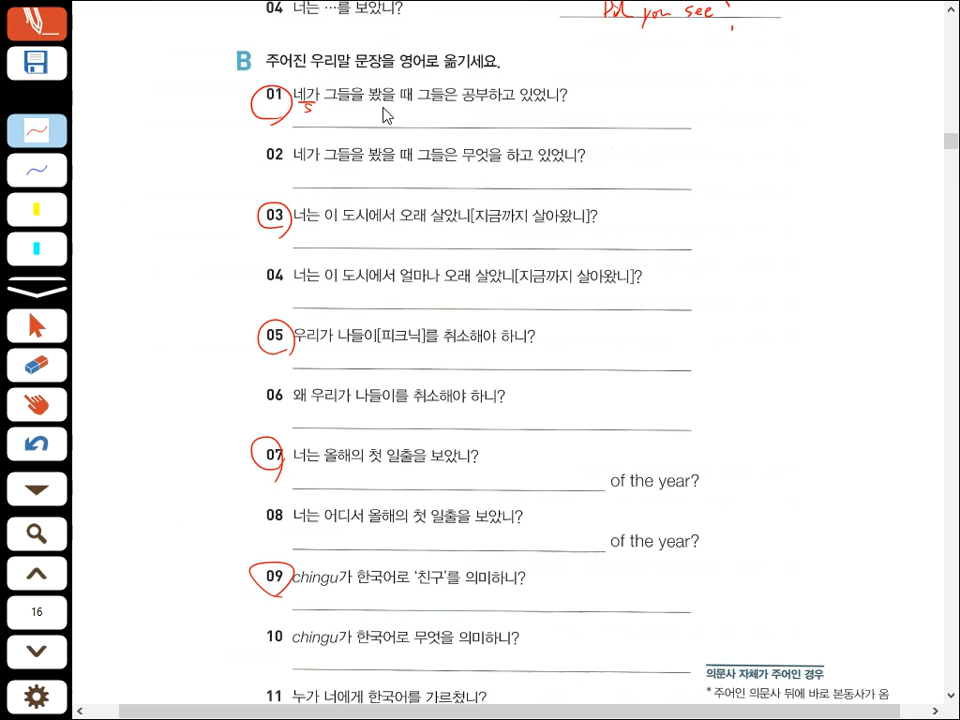 04 너는 …를 보았니?
Did you see ?
B 주어진 우리말 문장을 영어로 옮기세요.
01 네가 그들을 봤을 때 그들은 공부하고 있었니?
s
02 네가 그들을 봤을 때 그들은 무엇을 하고 있었니?
03 너는 이 도시에서 오래 살았니[지금까지 살아왔니]?
04 너는 이 도시에서 얼마나 오래 살았니[지금까지 살아왔니]?
05 우리가 나들이[피크닉]를 취소해야 하니?
06 왜 우리가 나들이를 취소해야 하니?
07 너는 올해의 첫 일출을 보았니?
of the year?
08 너는 어디서 올해의 첫 일출을 보았니?
of the year?
09 chingu가 한국어로 ‘친구’를 의미하니?
10 chingu가 한국어로 무엇을 의미하니?
의문사 자체가 주어인 경우
11 누가 너에게 한국어를 가르쳤니?
* 주어진 의문사 뒤에 바로 본동사가 옴
16